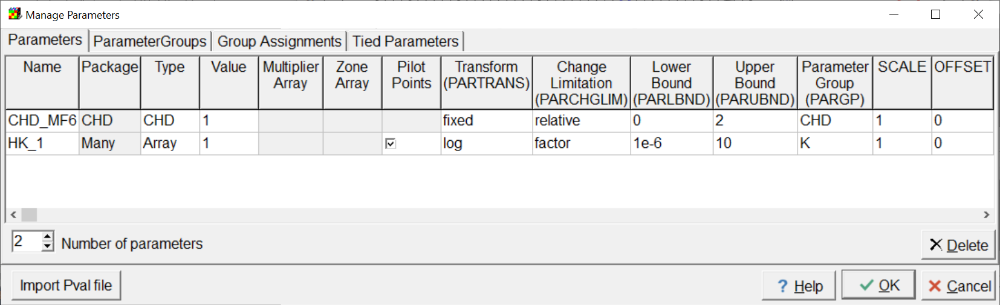 Manage Parameters
Parameters ParameterGroups Group Assignments Tied Parameters
Name Package Type Value Multiplier Array Zone Array Pilot Points Transform (PARTRANS) Change Limitation (PARCHGLIM) Lower Bound (PARLBND) Upper Bound (PARUBND) Parameter Group (PARGP) SCALE OFFSET
CHD_MF6 CHD CHD 1 fixed relative 0 2 CHD 1 0
HK_1 Many Array 1 log factor 1e-6 10 K 1 0
2 Number of parameters Delete
Import Pval file ? Help OK Cancel